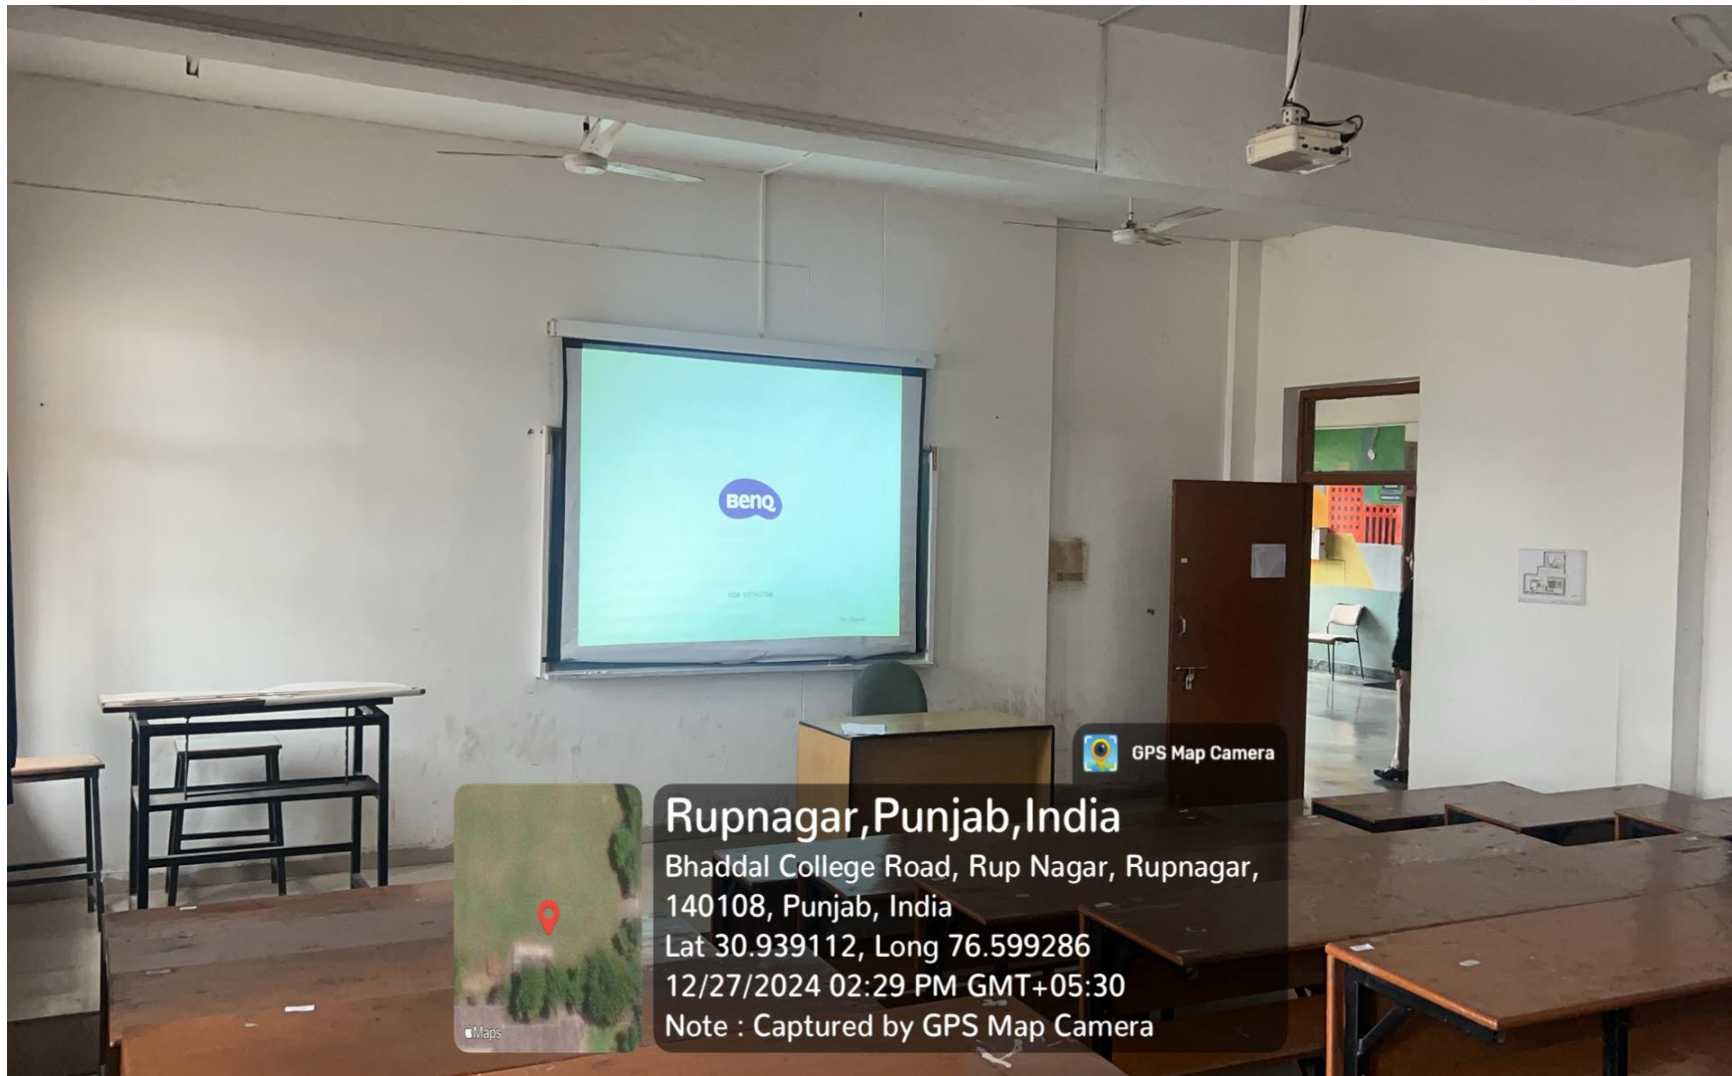 BenQ
GPS Map Camera
Rupnagar,Punjab,India
Bhaddal College Road, Rup Nagar, Rupnagar,
140108, Punjab, India
Lat 30.939112, Long 76.599286
12/27/2024 02:29 PM GMT+05:30
Note : Captured by GPS Map Camera
Maps